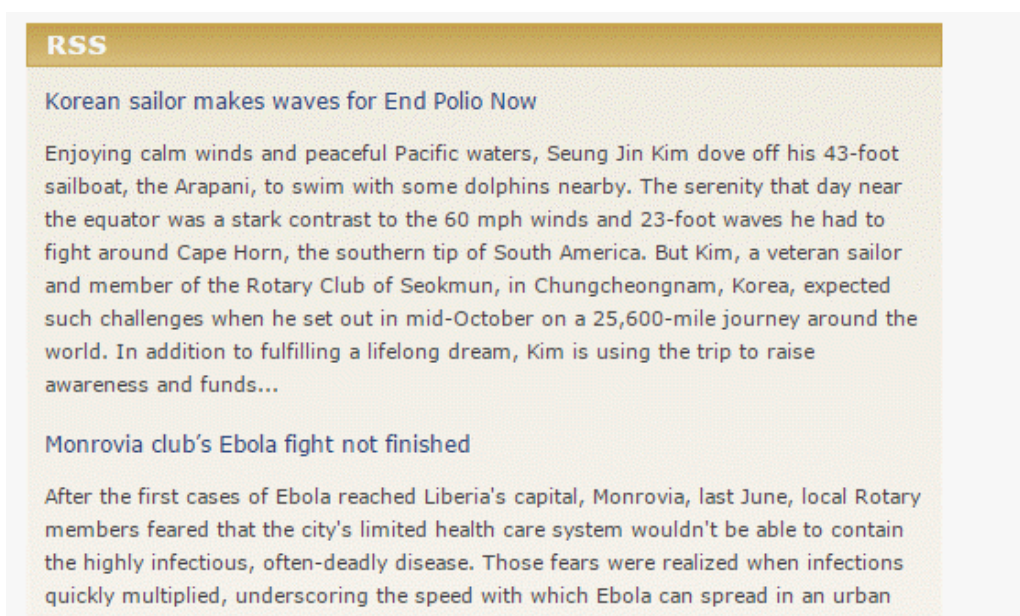 RSS
Korean sailor makes waves for End Polio Now
Enjoying calm winds and peaceful Pacific waters, Seung Jin Kim dove off his 43-foot
sailboat, the Arapani, to swim with some dolphins nearby. The serenity that day near
the equator was a stark contrast to the 60 mph winds and 23-foot waves he had to
fight around Cape Horn, the southern tip of South America. But Kim, a veteran sailor
and member of the Rotary Club of Seokmun, in Chungcheongnam, Korea, expected
such challenges when he set out in mid-October on a 25,600-mile journey around the
world. In addition to fulfilling a lifelong dream, Kim is using the trip to raise
awareness and funds...
Monrovia club’s Ebola fight not finished
After the first cases of Ebola reached Liberia's capital, Monrovia, last June, local Rotary
members feared that the city's limited health care system wouldn't be able to contain
the highly infectious, often-deadly disease. Those fears were realized when infections
quickly multiplied, underscoring the speed with which Ebola can spread in an urban